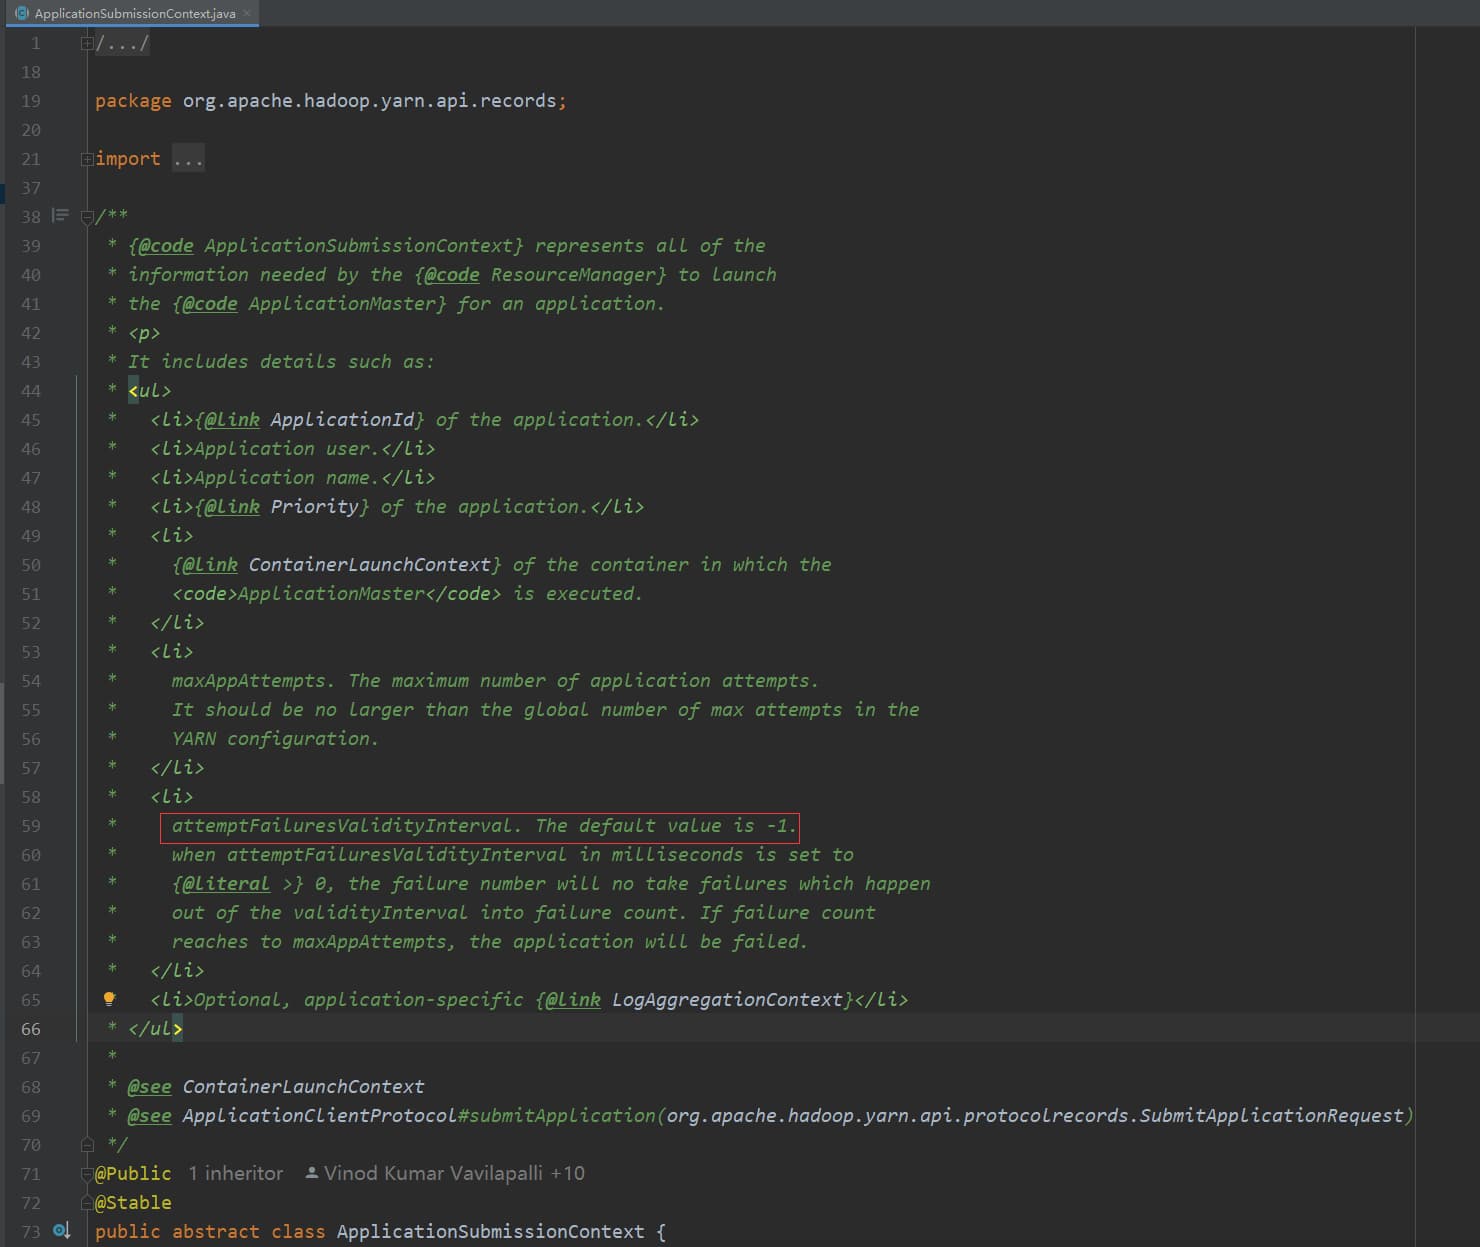 ApplicationSubmissionContext.java
1 /.../
18
19 package org.apache.hadoop.yarn.api.records;
20
21 import ...
37
38 /**
39 * {@code ApplicationSubmissionContext} represents all of the
40 * information needed by the {@code ResourceManager} to launch
41 * the {@code ApplicationMaster} for an application.
42 * <p>
43 * It includes details such as:
44 * <ul>
45 *   <li>{@link ApplicationId} of the application.</li>
46 *   <li>Application user.</li>
47 *   <li>Application name.</li>
48 *   <li>{@link Priority} of the application.</li>
49 *   <li>
50 *     {@link ContainerLaunchContext} of the container in which the
51 *     <code>ApplicationMaster</code> is executed.
52 *   </li>
53 *   <li>
54 *     maxAppAttempts. The maximum number of application attempts.
55 *     It should be no larger than the global number of max attempts in the
56 *     YARN configuration.
57 *   </li>
58 *   <li>
59 *     attemptFailuresValidityInterval. The default value is -1.
60 *     when attemptFailuresValidityInterval in milliseconds is set to
61 *     {@literal >} 0, the failure number will no take failures which happen
62 *     out of the validityInterval into failure count. If failure count
63 *     reaches to maxAppAttempts, the application will be failed.
64 *   </li>
65 *   <li>Optional, application-specific {@link LogAggregationContext}</li>
66 * </ul>
67 *
68 * @see ContainerLaunchContext
69 * @see ApplicationClientProtocol#submitApplication(org.apache.hadoop.yarn.api.protocolrecords.SubmitApplicationRequest)
70 */
71 @Public 1 inheritor Vinod Kumar Vavilapalli +10
72 @Stable
73 public abstract class ApplicationSubmissionContext {